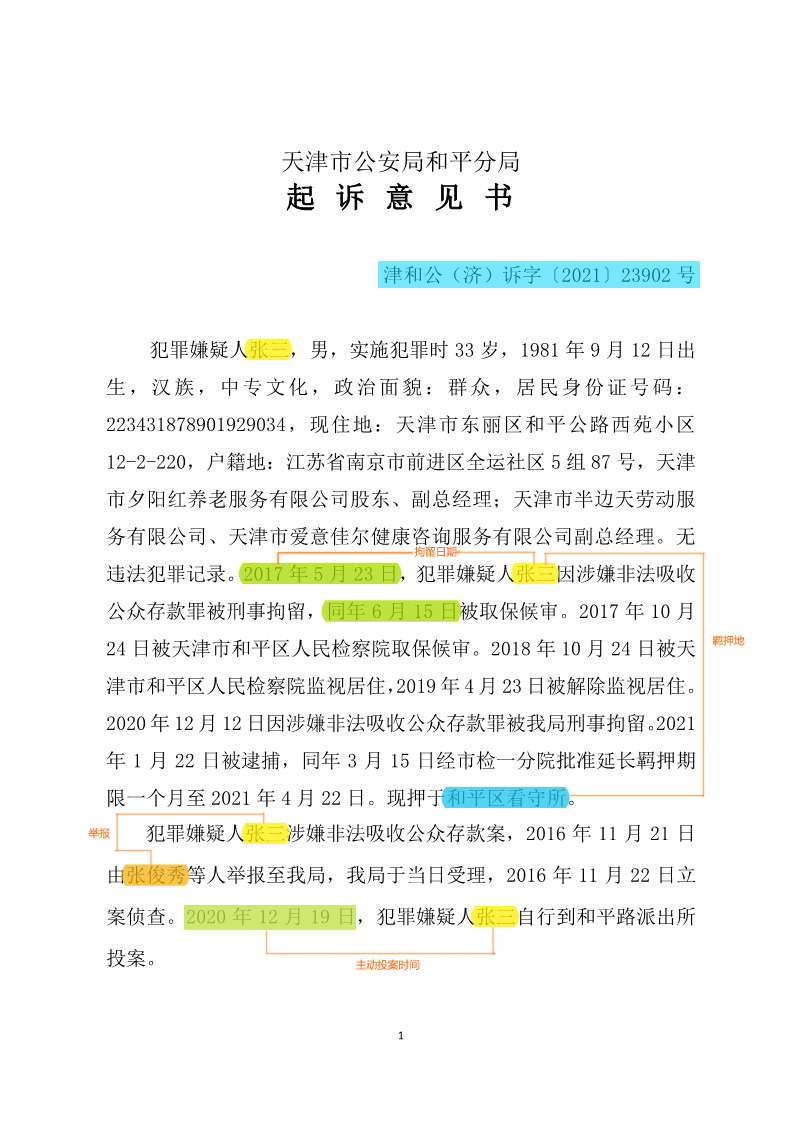 天津市公安局和平分局
起诉意见书
津和公（济）诉字〔2021〕23902 号
犯罪嫌疑人张三，男，实施犯罪时 33 岁，1981 年 9 月 12 日出
生，汉族，中专文化，政治面貌：群众，居民身份证号码：
223431878901929034，现住地：天津市东丽区和平公路西苑小区
12-2-220，户籍地：江苏省南京市前进区全运社区 5 组 87 号，天津
市夕阳红养老服务有限公司股东、副总经理；天津市半边天劳动服
务有限公司、天津市爱意佳尔健康咨询服务有限公司副总经理。无
拘留日期
违法犯罪记录。2017 年 5 月 23 日，犯罪嫌疑人张三因涉嫌非法吸收
公众存款罪被刑事拘留，同年 6 月 15 日被取保候审。2017 年 10 月
羁押地
24 日被天津市和平区人民检察院取保候审。2018 年 10 月 24 日被天
津市和平区人民检察院监视居住，2019 年 4 月 23 日被解除监视居住。
2020 年 12 月 12 日因涉嫌非法吸收公众存款罪被我局刑事拘留。2021
年 1 月 22 日被逮捕，同年 3 月 15 日经市检一分院批准延长羁押期
限一个月至 2021 年 4 月 22 日。现押于和平区看守所。
举报
犯罪嫌疑人张三涉嫌非法吸收公众存款案，2016 年 11 月 21 日
由张俊秀等人举报至我局，我局于当日受理，2016 年 11 月 22 日立
案侦查。2020 年 12 月 19 日，犯罪嫌疑人张三自行到和平路派出所
投案。
主动投案时间
1